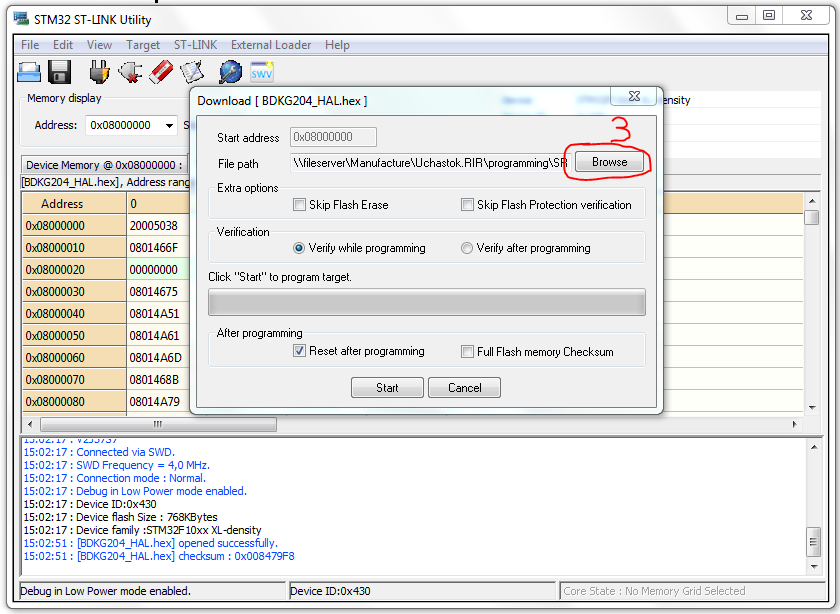 STM32 ST-LINK Utility
File Edit View Target ST-LINK External Loader Help
Memory display
Address: 0x08000000
Device Memory @ 0x08000000 :
[BDKG204_HAL.hex], Address rang
Address 0
0x08000000 20005038
0x08000010 0801466F
0x08000020 00000000
0x08000030 08014675
0x08000040 08014A51
0x08000050 08014A61
0x08000060 08014A6D
0x08000070 0801468B
0x08000080 08014A79
Download [ BDKG204_HAL.hex ]
ensity
3
Start address 0x08000000
File path \\fileserver\Manufacture\Uchastok.RIR\programming\SR Browse
Extra options
Skip Flash Erase Skip Flash Protection verification
Verification
Verify while programming Verify after programming
Click "Start" to program target.
After programming
Reset after programming Full Flash memory Checksum
Start Cancel
15:02:17 : V2J37S7
15:02:17 : Connected via SWD.
15:02:17 : SWD Frequency = 4,0 MHz.
15:02:17 : Connection mode : Normal.
15:02:17 : Debug in Low Power mode enabled.
15:02:17 : Device ID:0x430
15:02:17 : Device flash Size : 768KBytes
15:02:17 : Device family :STM32F10xx XL-density
15:02:51 : [BDKG204_HAL.hex] opened successfully.
15:02:51 : [BDKG204_HAL.hex] checksum : 0x008479F8
Debug in Low Power mode enabled. Device ID:0x430 Core State : No Memory Grid Selected